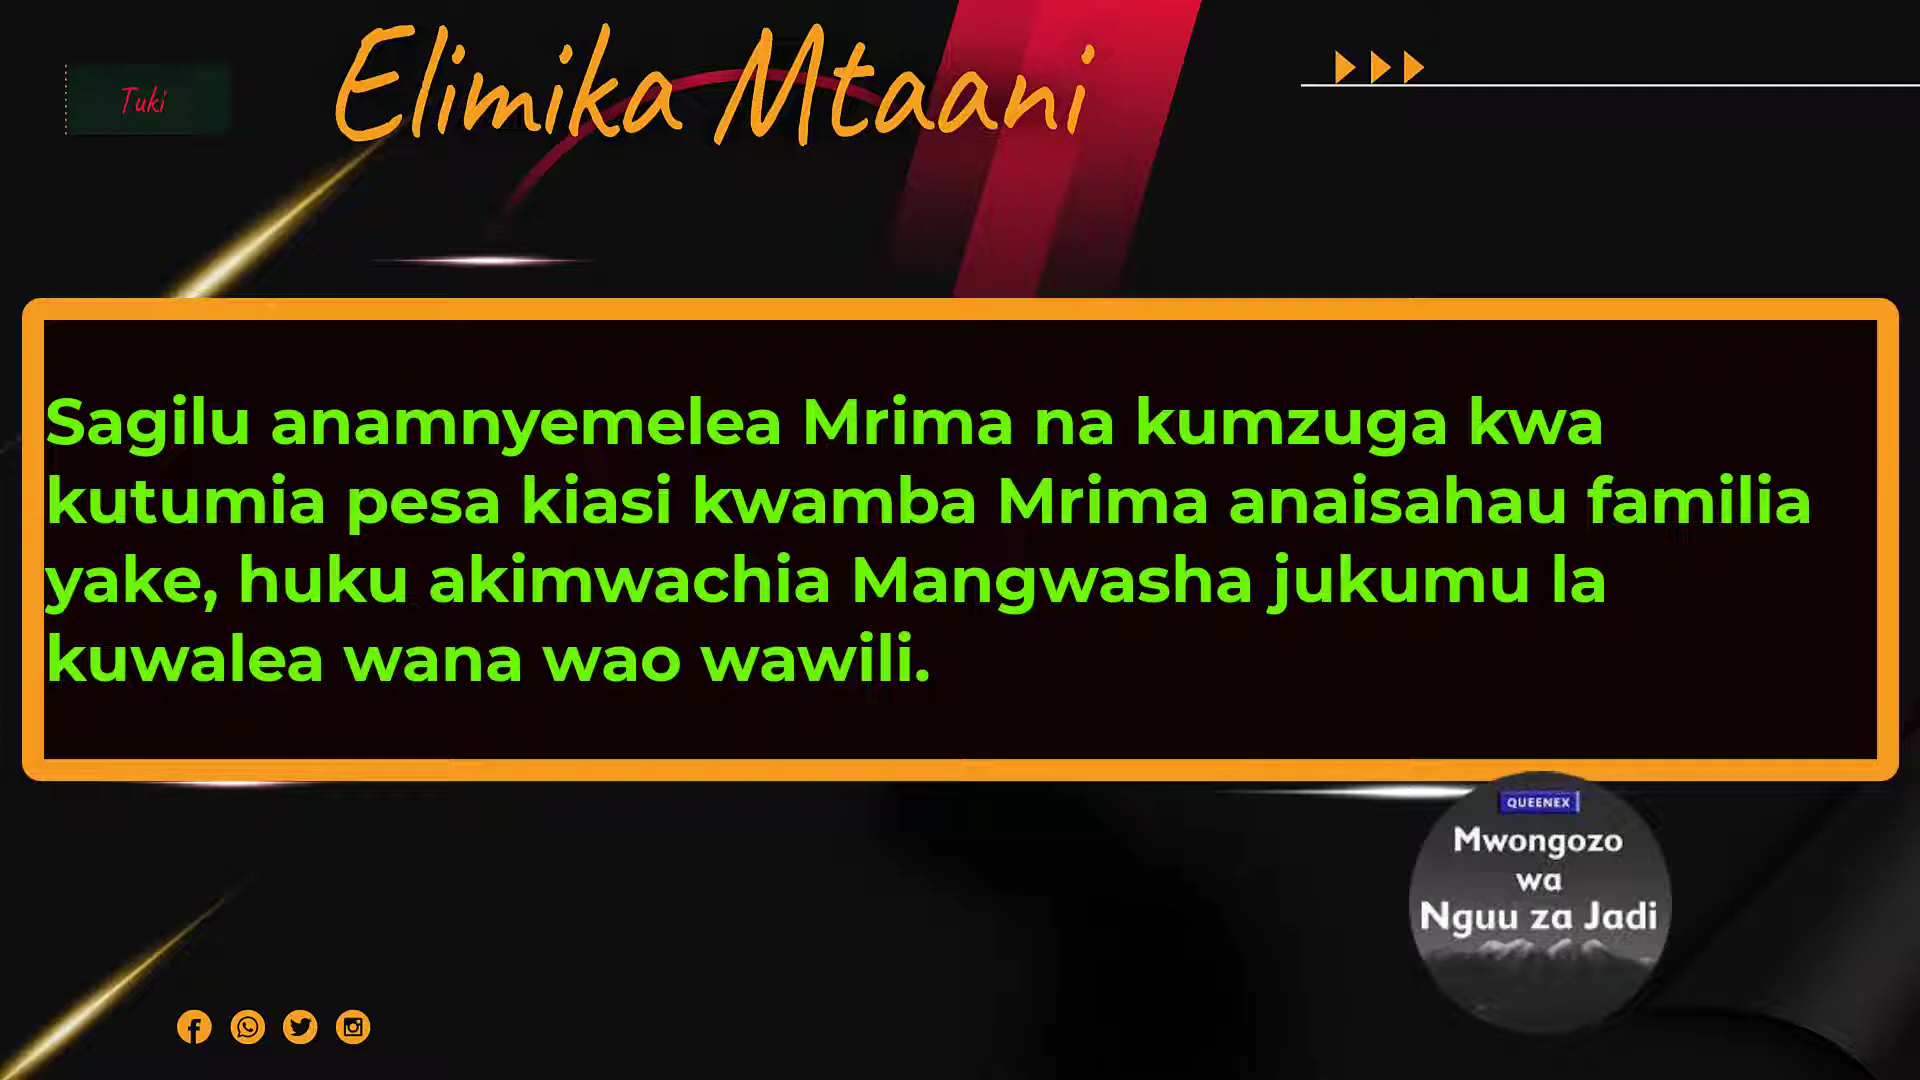 Tuki
Elimika Mtaani
Sagilu anamnyemelea Mrima na kumzuga kwa
kutumia pesa kiasi kwamba Mrima anaisahau familia
yake, huku akimwachia Mangwasha jukumu la
kuwalea wana wao wawili.
QUEENEX
Mwongozo
wa
Nguu za Jadi